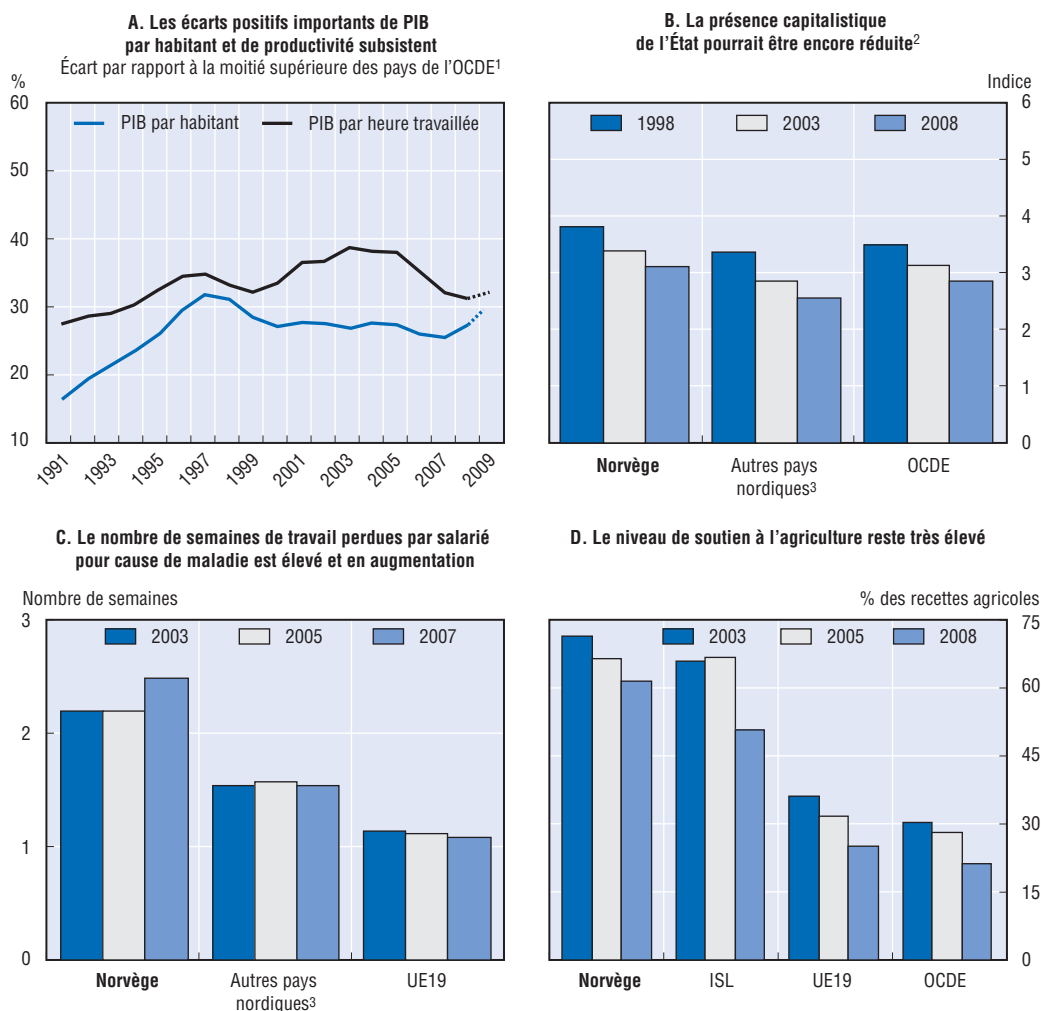 A. Les écarts positifs importants de PIB
par habitant et de productivité subsistent
Écart par rapport à la moitié supérieure des pays de l'OCDE¹
%
60
50
40
30
20
10
PIB par habitant
PIB par heure travaillée
1991
1993
1995
1997
1999
2001
2003
2005
2007
2009
B. La présence capitalistique
de l'État pourrait être encore réduite²
Indice
6
5
4
3
2
1
0
1998
2003
2008
Norvège
Autres pays
nordiques³
OCDE
C. Le nombre de semaines de travail perdues par salarié
pour cause de maladie est élevé et en augmentation
Nombre de semaines
3
2
1
0
2003
2005
2007
Norvège
Autres pays
nordiques³
UE19
D. Le niveau de soutien à l'agriculture reste très élevé
% des recettes agricoles
75
60
45
30
15
0
2003
2005
2008
Norvège
ISL
UE19
OCDE